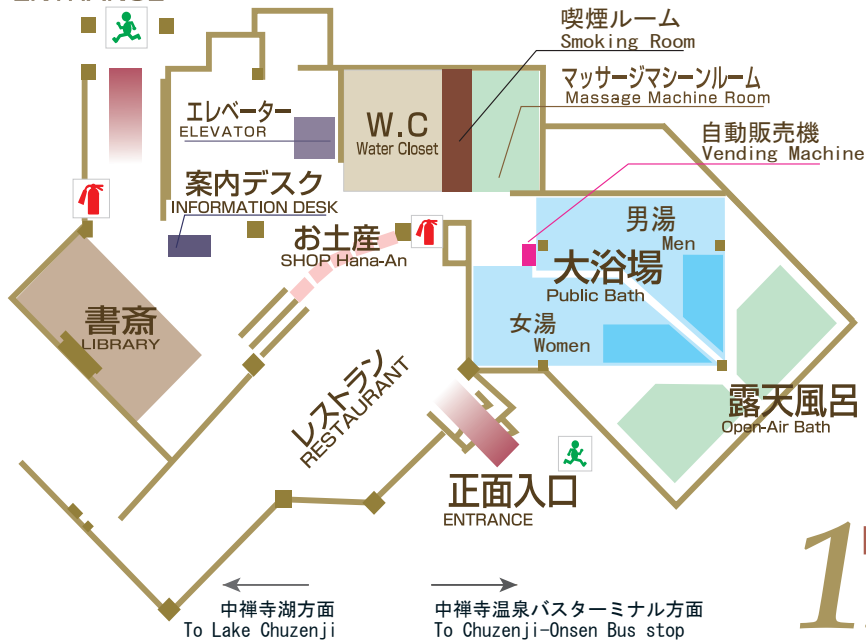 ENTRANCE
喫煙ルーム
Smoking Room
マッサージマシーンルーム
Massage Machine Room
エレベーター
ELEVATOR
W.C
Water Closet
自動販売機
Vending Machine
案内デスク
INFORMATION DESK
お土産
SHOP Hana-An
男湯
Men
大浴場
Public Bath
女湯
Women
書斎
LIBRARY
レストラン
RESTAURANT
露天風呂
Open-Air Bath
正面入口
ENTRANCE
1
中禅寺湖方面
To Lake Chuzenji
中禅寺温泉バスターミナル方面
To Chuzenji-Onsen Bus stop